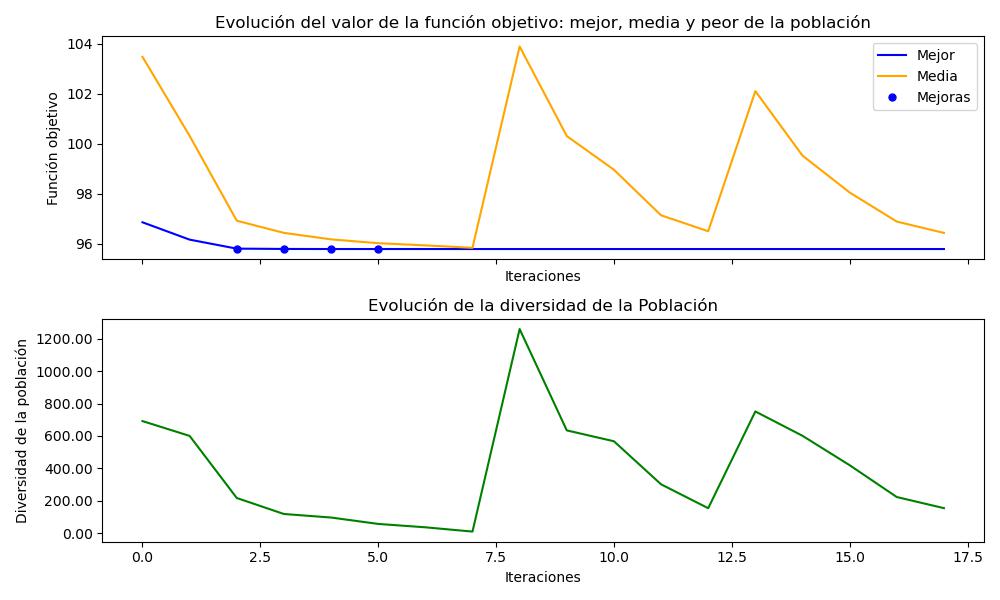 Evolución del valor de la función objetivo: mejor, media y peor de la población
104
102
100
98
96
Función objetivo
Mejor
Media
Mejoras
Iteraciones
Evolución de la diversidad de la Población
1200.00
1000.00
800.00
600.00
400.00
200.00
0.00
Diversidad de la población
0.0 2.5 5.0 7.5 10.0 12.5 15.0 17.5
Iteraciones